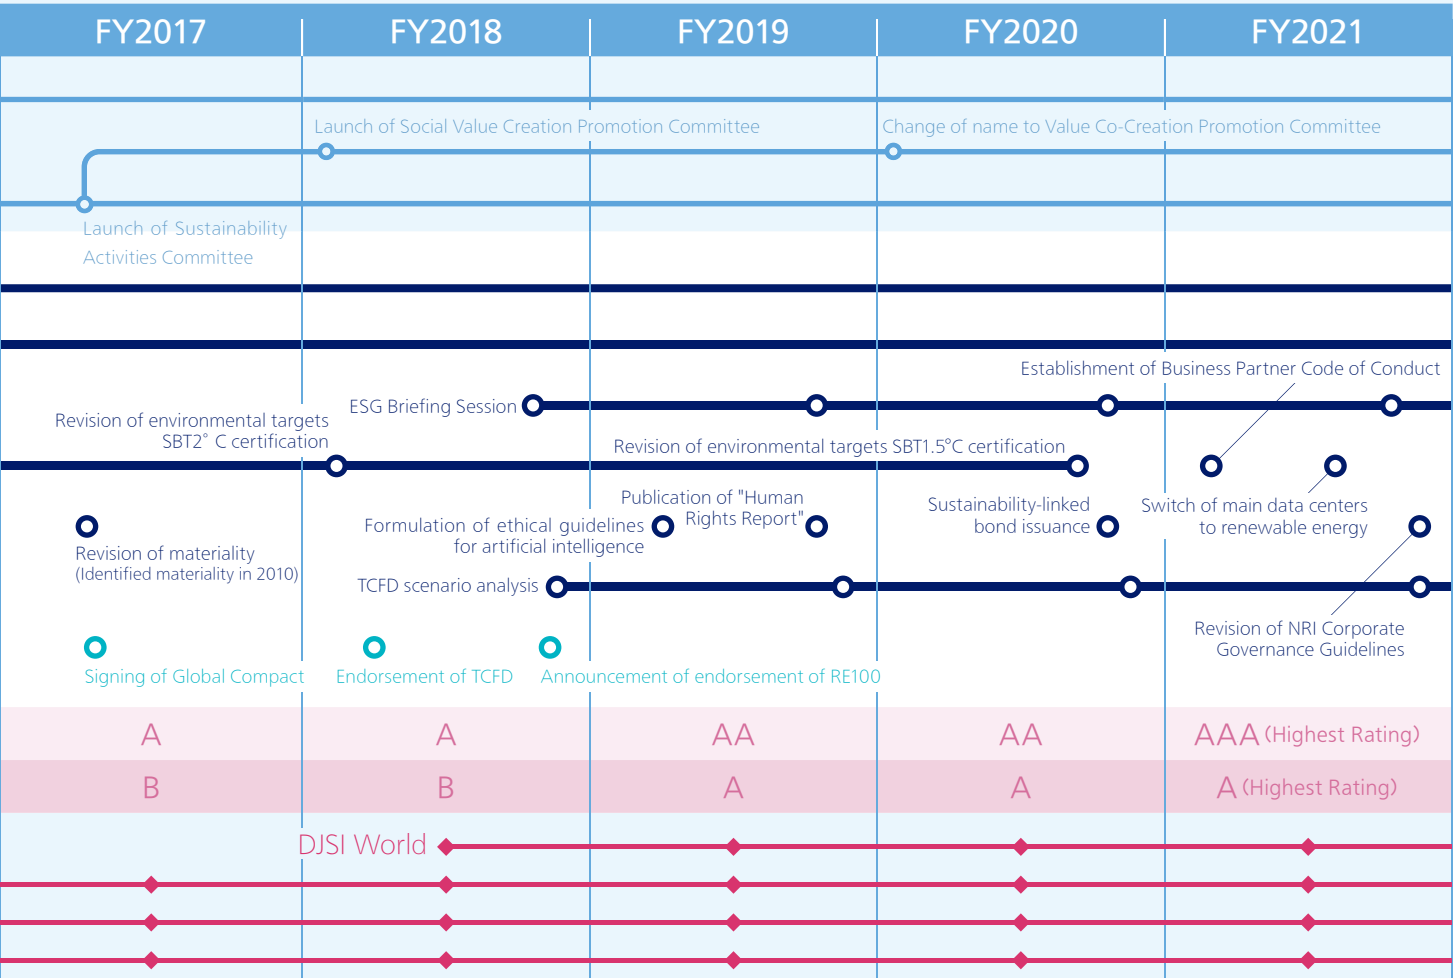 FY2017
FY2018
FY2019
FY2020
FY2021
Launch of Social Value Creation Promotion Committee
Change of name to Value Co-Creation Promotion Committee
Launch of Sustainability
Activities Committee
Establishment of Business Partner Code of Conduct
ESG Briefing Session
Revision of environmental targets
SBT2° C certification
Revision of environmental targets SBT1.5°C certification
Publication of "Human
Rights Report"
Sustainability-linked
bond issuance
Switch of main data centers
to renewable energy
Formulation of ethical guidelines
for artificial intelligence
Revision of materiality
(Identified materiality in 2010)
TCFD scenario analysis
Revision of NRI Corporate
Governance Guidelines
Signing of Global Compact
Endorsement of TCFD
Announcement of endorsement of RE100
A
A
AA
AA
AAA (Highest Rating)
B
B
A
A
A (Highest Rating)
DJSI World